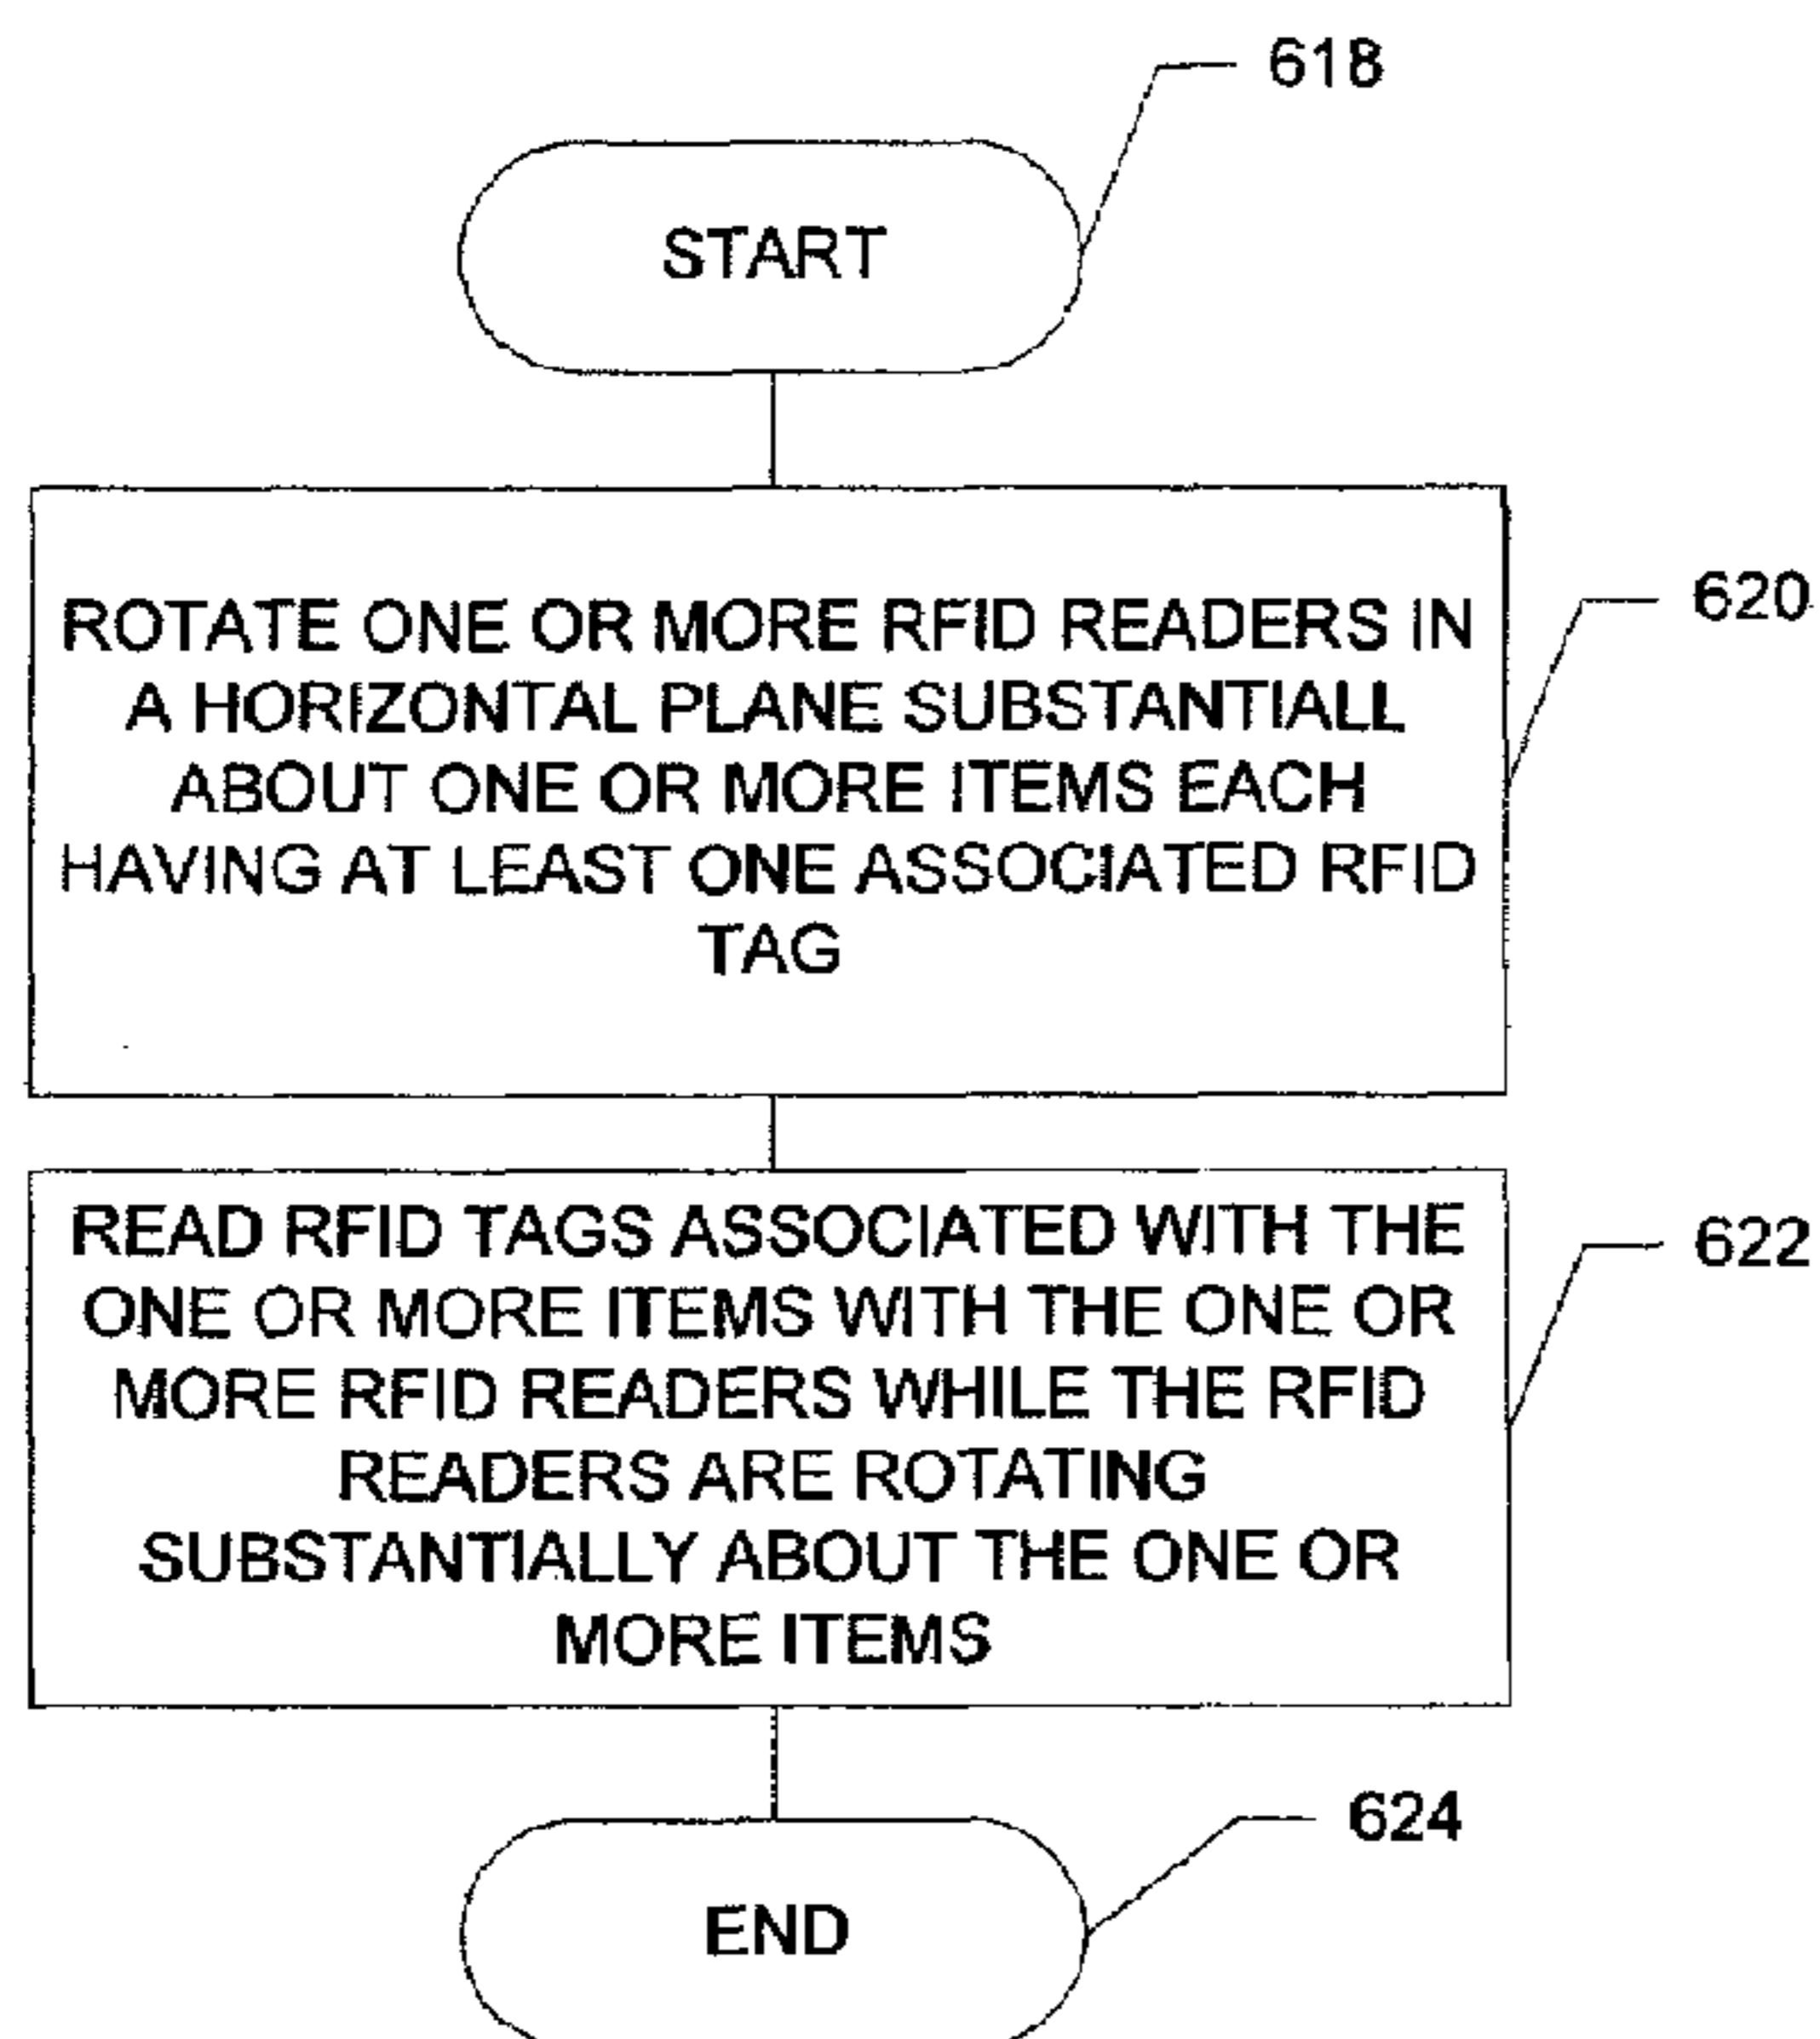 618
START
620
ROTATE ONE OR MORE RFID READERS IN
A HORIZONTAL PLANE SUBSTANTIALL
ABOUT ONE OR MORE ITEMS EACH
HAVING AT LEAST ONE ASSOCIATED RFID
TAG
622
READ RFID TAGS ASSOCIATED WITH THE
ONE OR MORE ITEMS WITH THE ONE OR
MORE RFID READERS WHILE THE RFID
READERS ARE ROTATING
SUBSTANTIALLY ABOUT THE ONE OR
MORE ITEMS
624
END